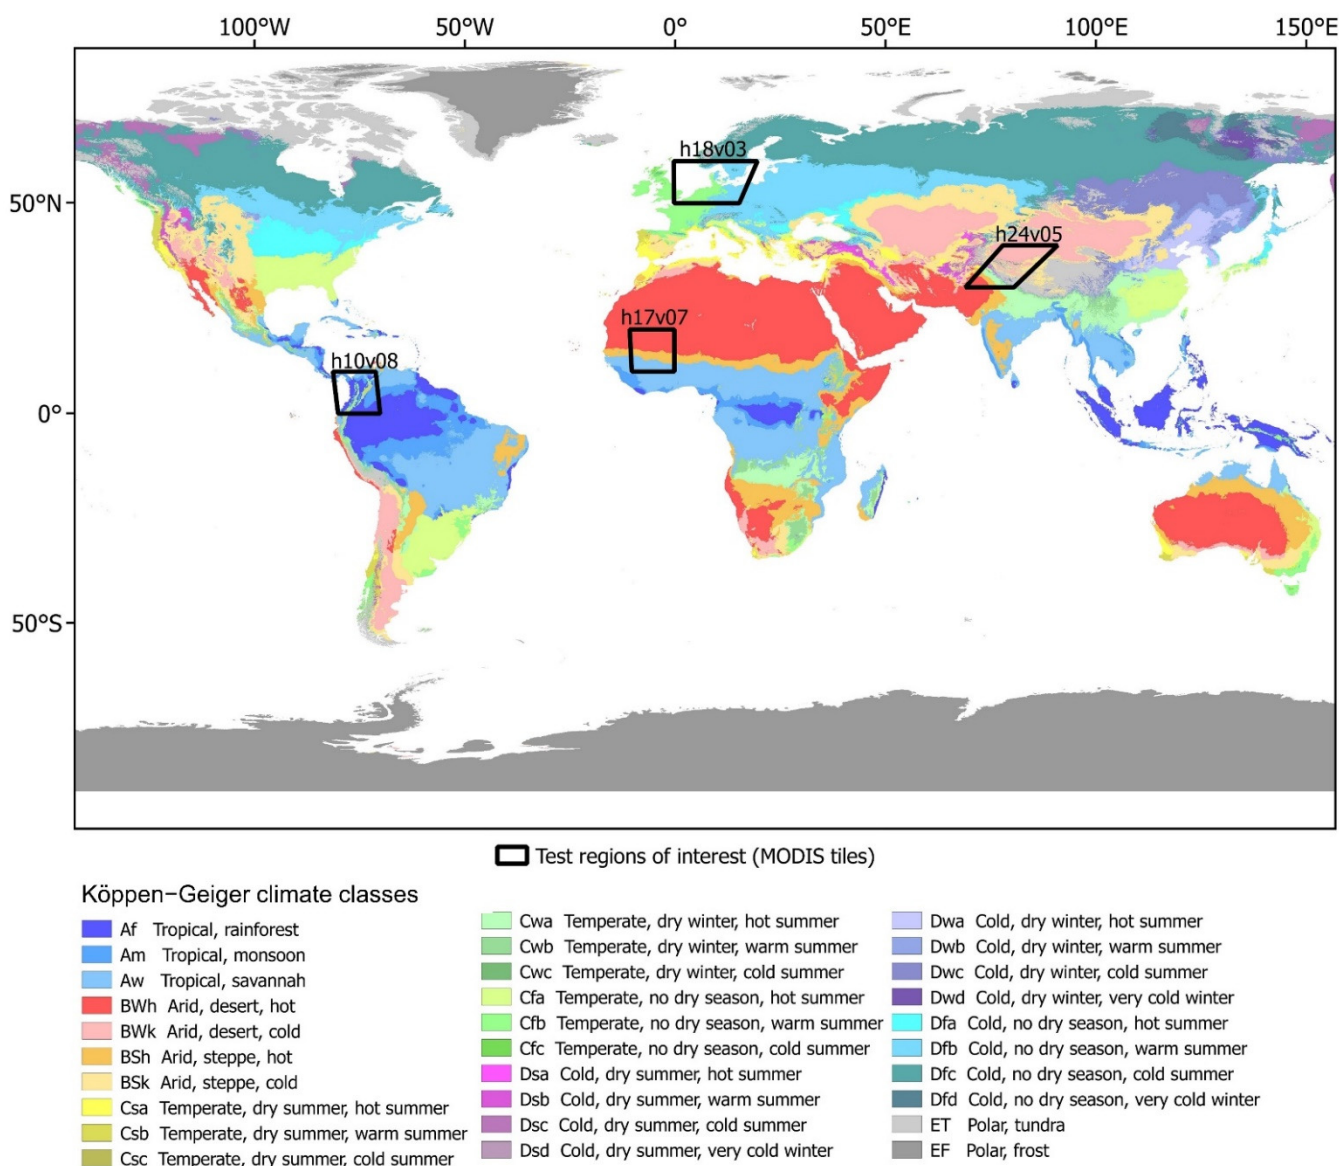 100°W 50°W 0° 50°E 100°E 150°E
h18v03
50°N
h24v05
h17v07
h10v08
0°
50°S
Test regions of interest (MODIS tiles)
Köppen−Geiger climate classes
Af Tropical, rainforest
Am Tropical, monsoon
Aw Tropical, savannah
BWh Arid, desert, hot
BWk Arid, desert, cold
BSh Arid, steppe, hot
BSk Arid, steppe, cold
Csa Temperate, dry summer, hot summer
Csb Temperate, dry summer, warm summer
Csc Temperate, dry summer, cold summer
Cwa Temperate, dry winter, hot summer
Cwb Temperate, dry winter, warm summer
Cwc Temperate, dry winter, cold summer
Cfa Temperate, no dry season, hot summer
Cfb Temperate, no dry season, warm summer
Cfc Temperate, no dry season, cold summer
Dsa Cold, dry summer, hot summer
Dsb Cold, dry summer, warm summer
Dsc Cold, dry summer, cold summer
Dsd Cold, dry summer, very cold winter
Dwa Cold, dry winter, hot summer
Dwb Cold, dry winter, warm summer
Dwc Cold, dry winter, cold summer
Dwd Cold, dry winter, very cold winter
Dfa Cold, no dry season, hot summer
Dfb Cold, no dry season, warm summer
Dfc Cold, no dry season, cold summer
Dfd Cold, no dry season, very cold winter
ET Polar, tundra
EF Polar, frost